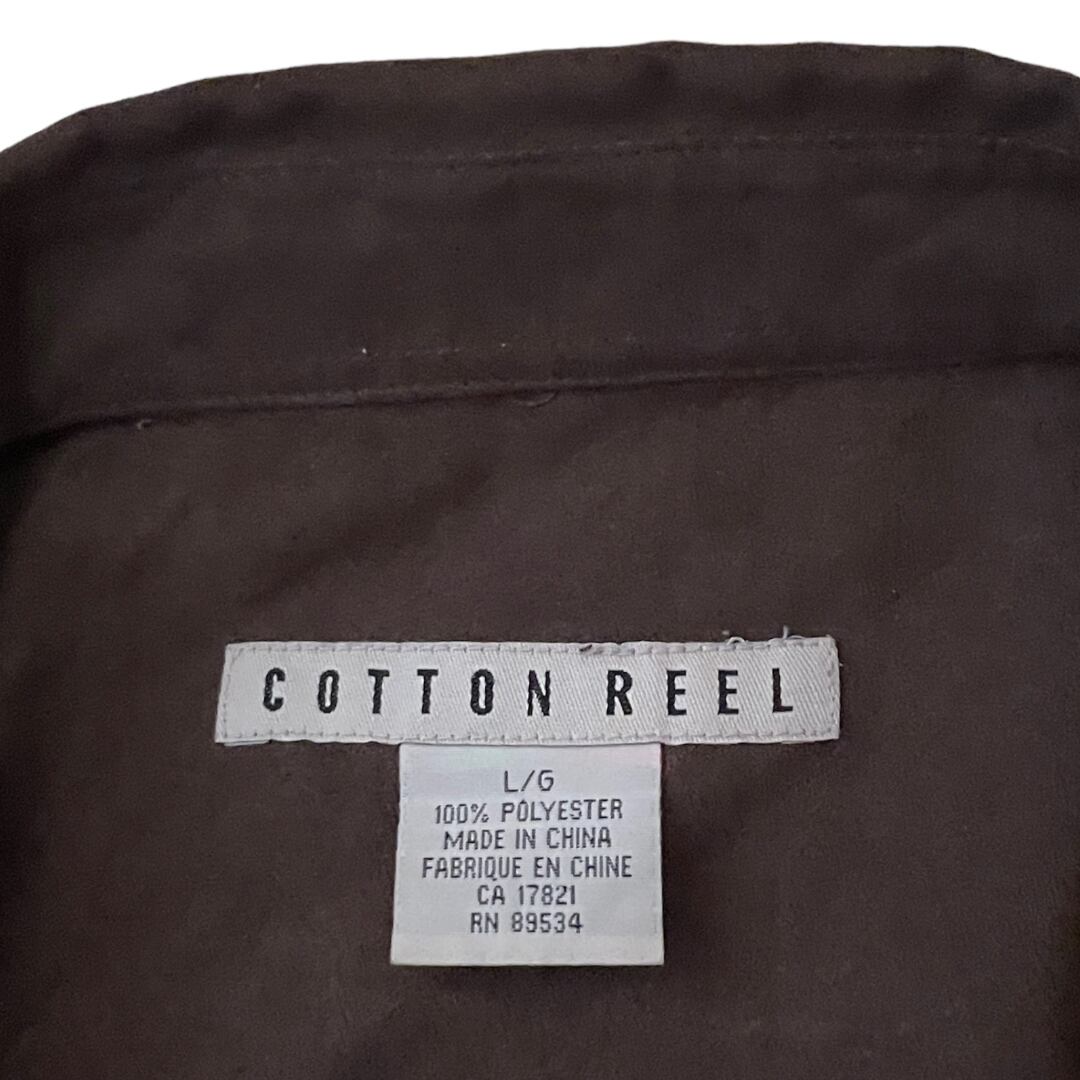 COTTON REEL
L/G
100% POLYESTER
MADE IN CHINA
FABRIQUE EN CHINE
CA 17821
RN 89534